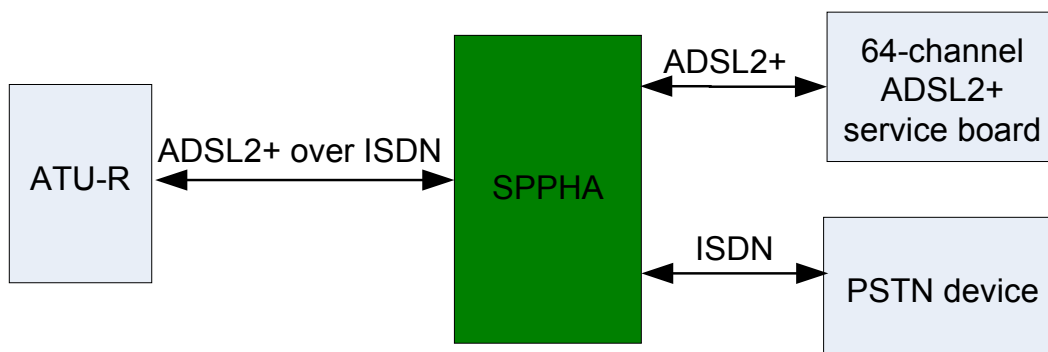 ATU-R
ADSL2+ over ISDN
SPPHA
ADSL2+
64-channel
ADSL2+
service board
ISDN
PSTN device